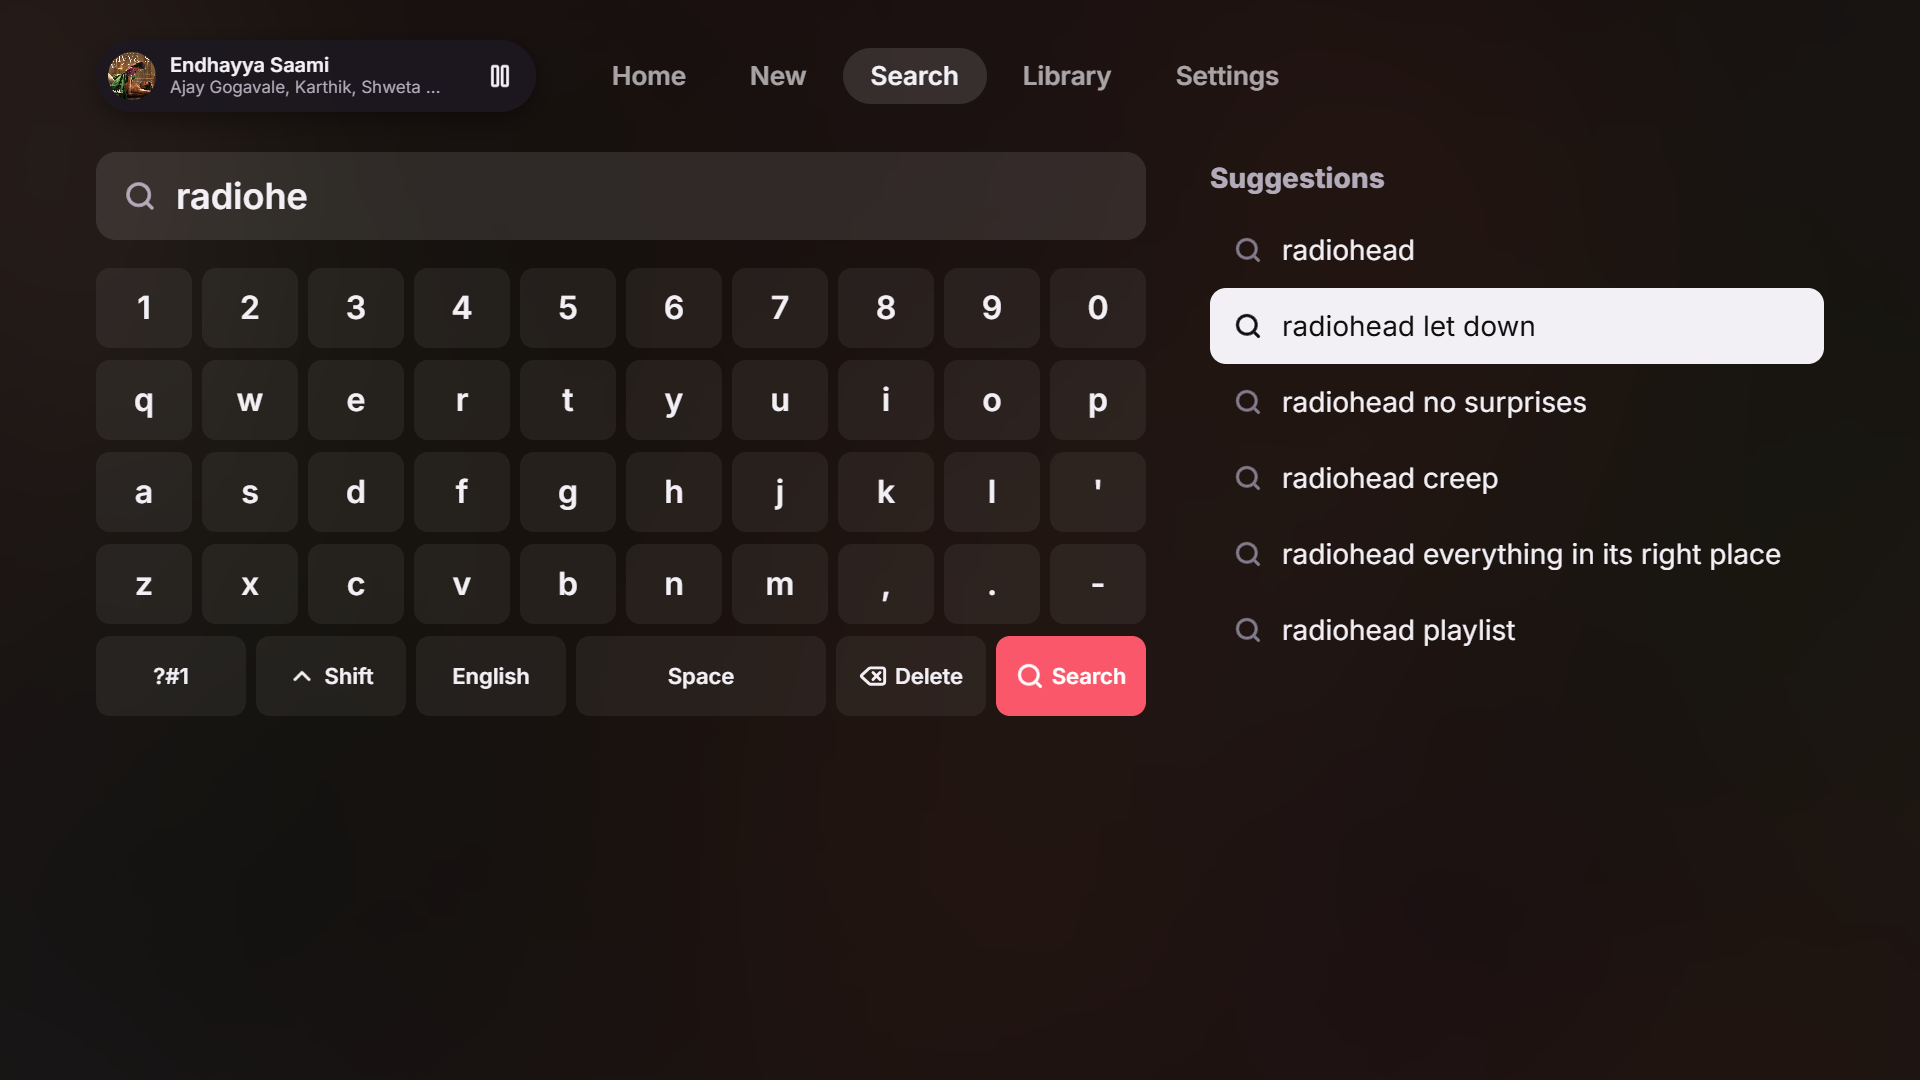 Endhayya Saami
Ajay Gogavale, Karthik, Shweta ...
Home
New
Search
Library
Settings
radiohe
1 2 3 4 5 6 7 8 9 0
q w e r t y u i o p
a s d f g h j k l '
z x c v b n m , . -
?#1 Shift English Space Delete Search
Suggestions
radiohead
radiohead let down
radiohead no surprises
radiohead creep
radiohead everything in its right place
radiohead playlist